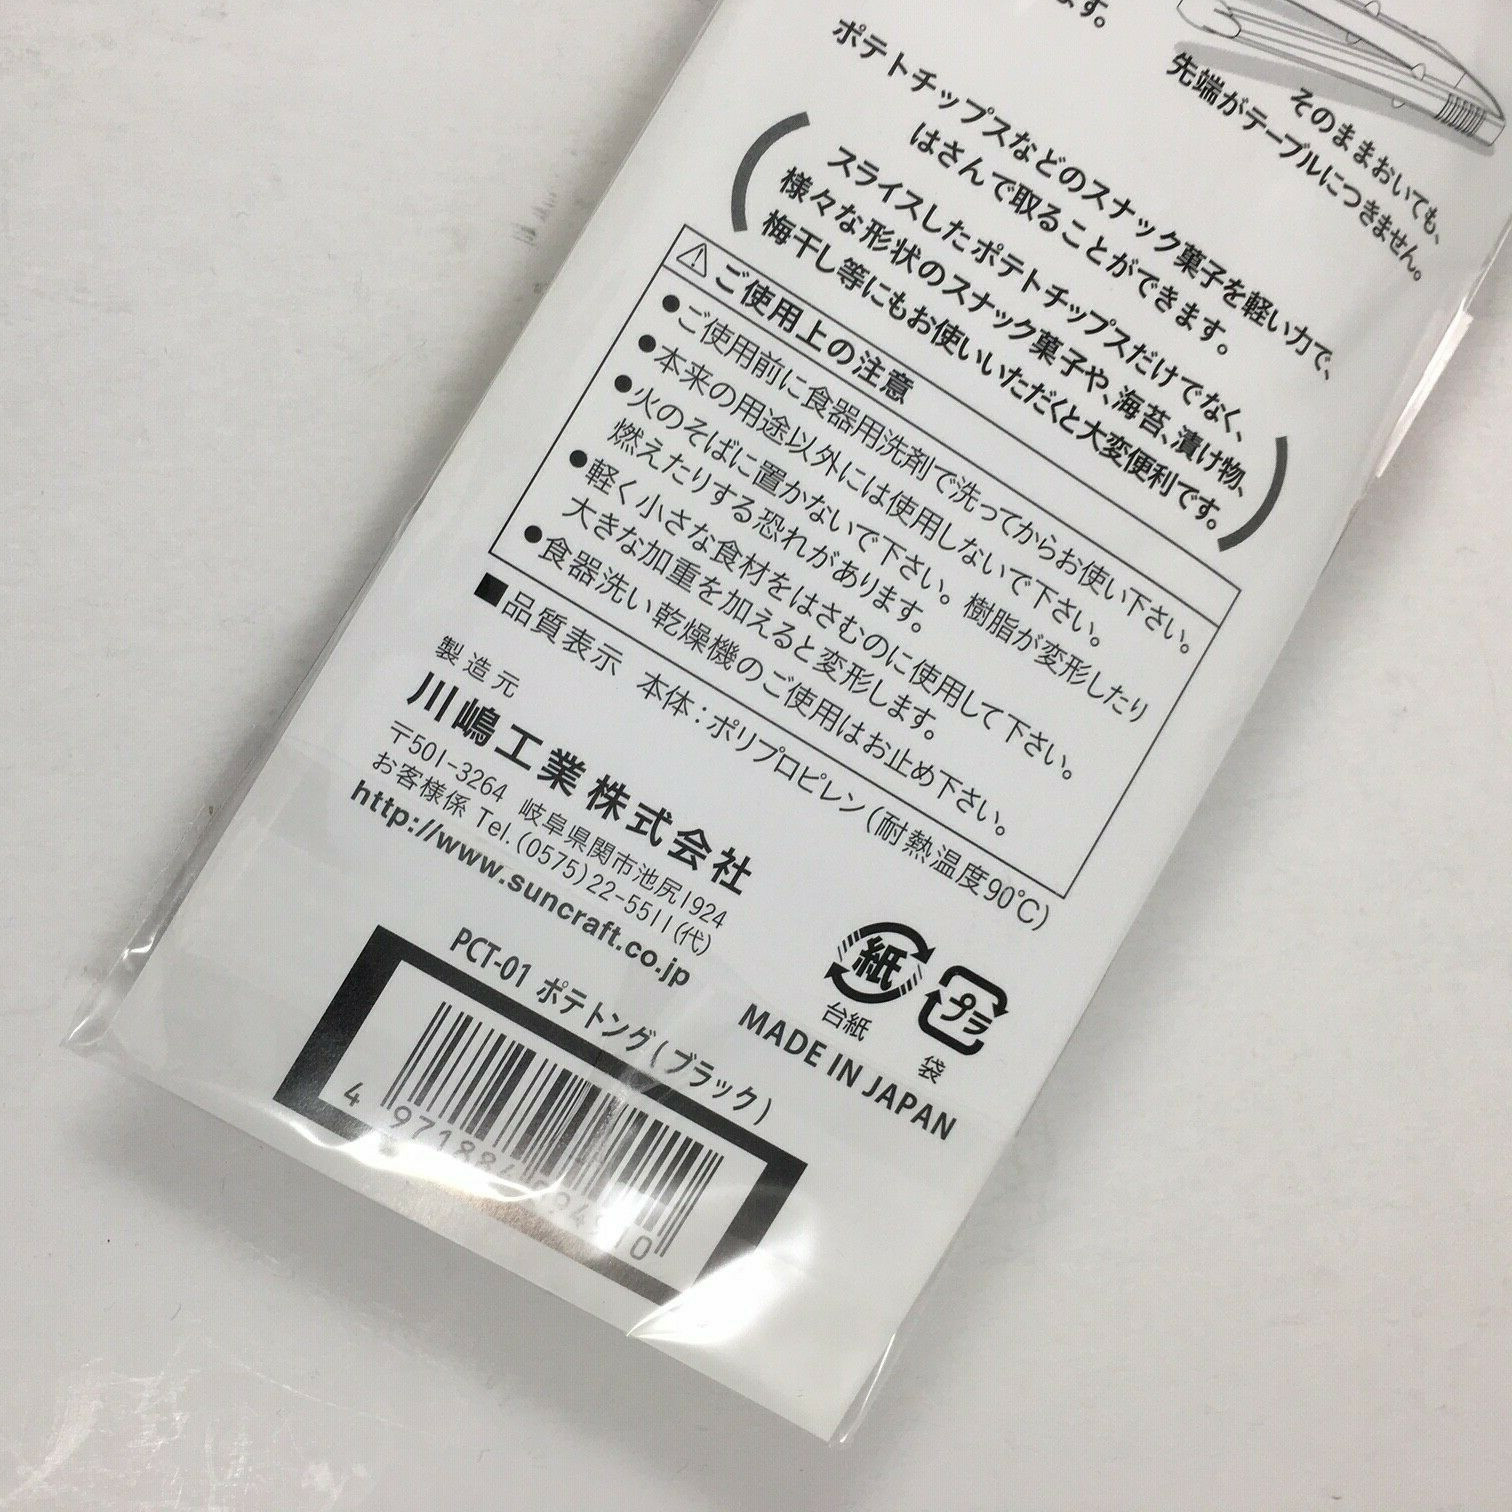 ます。
そのままおいても、
先端がテーブルにつきません。
ポテトチップスなどのスナック菓子を軽い力で、
はさんで取ることができます。
スライスしたポテトチップスだけでなく、
様々な形状のスナック菓子や、海苔、漬け物、
梅干し等にもお使いいただくと大変便利です。
ご使用上の注意
●ご使用前に食器用洗剤で洗ってからお使い下さい。
●本来の用途以外には使用しないで下さい。
●火のそばに置かないで下さい。樹脂が変形したり
燃えたりする恐れがあります。
●軽く小さな食材をはさむのに使用して下さい。
大きな加重を加えると変形します。
●食器洗い乾燥機のご使用はお止め下さい。
■品質表示 本体：ポリプロピレン（耐熱温度90℃）
製造元
川嶋工業株式会社
〒501-3264 岐阜県関市池尻1924
お客様係 Tel.(0575)22-5511(代)
http://www.suncraft.co.jp
紙
台紙
プラ
袋
MADE IN JAPAN
PCT-01 ポテトング(ブラック)